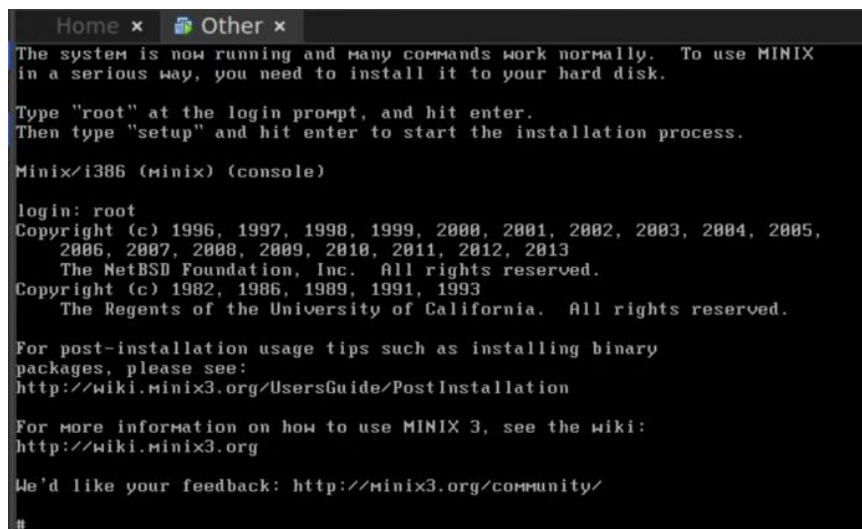 Home × Other ×
The system is now running and many commands work normally.  To use MINIX
in a serious way, you need to install it to your hard disk.
Type "root" at the login prompt, and hit enter.
Then type "setup" and hit enter to start the installation process.
Minix/i386 (minix) (console)
login: root
Copyright (c) 1996, 1997, 1998, 1999, 2000, 2001, 2002, 2003, 2004, 2005,
    2006, 2007, 2008, 2009, 2010, 2011, 2012, 2013
    The NetBSD Foundation, Inc.  All rights reserved.
Copyright (c) 1982, 1986, 1989, 1991, 1993
    The Regents of the University of California.  All rights reserved.
For post-installation usage tips such as installing binary
packages, please see:
http://wiki.minix3.org/UsersGuide/PostInstallation
For more information on how to use MINIX 3, see the wiki:
http://wiki.minix3.org
We'd like your feedback: http://minix3.org/community/
#